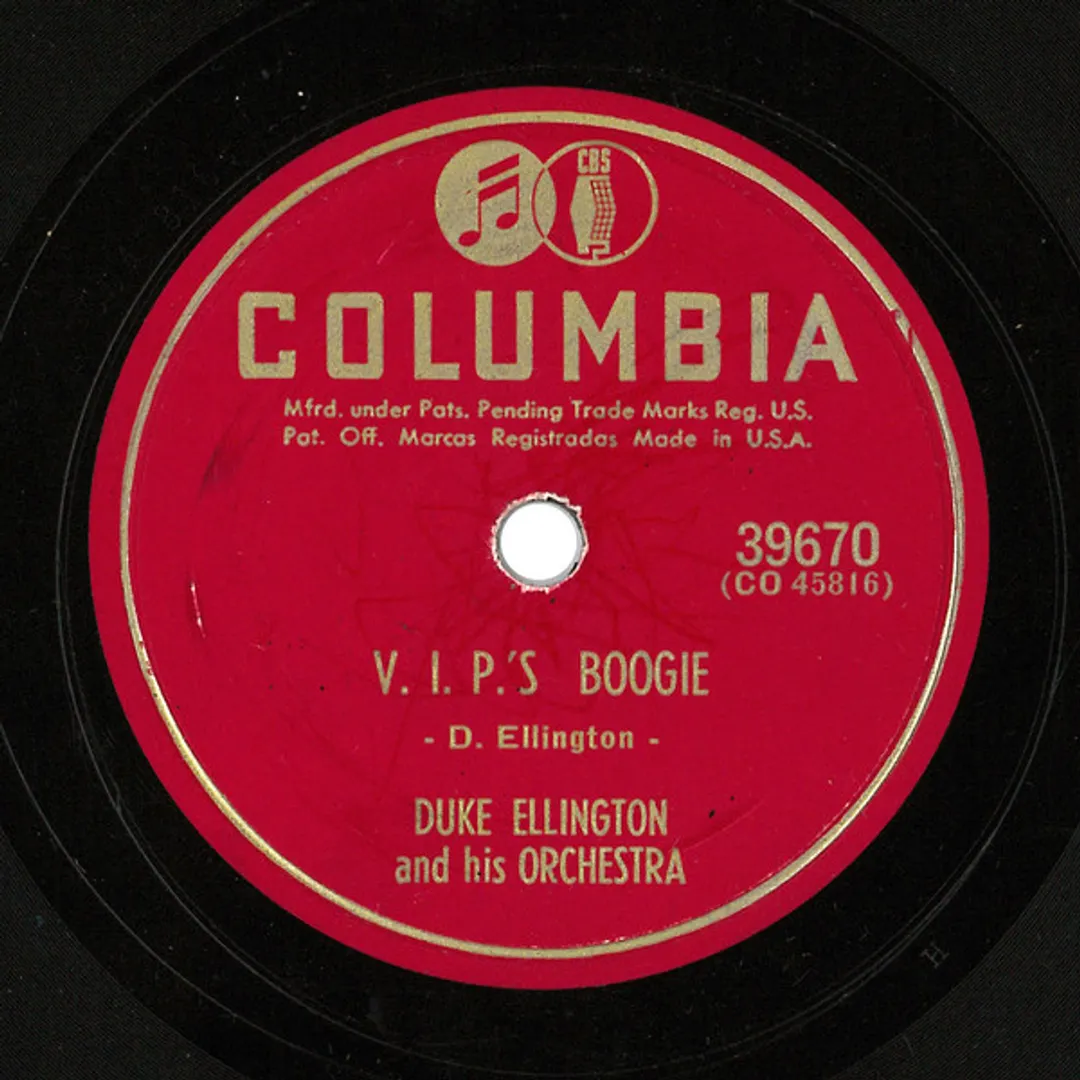 CBS
COLUMBIA
Mfrd. under Pats. Pending Trade Marks Reg. U.S.
Pat. Off. Marcas Registradas Made in U.S.A.
39670
(CO 45816)
V. I. P.'S BOOGIE
- D. Ellington -
DUKE ELLINGTON
and his ORCHESTRA
H